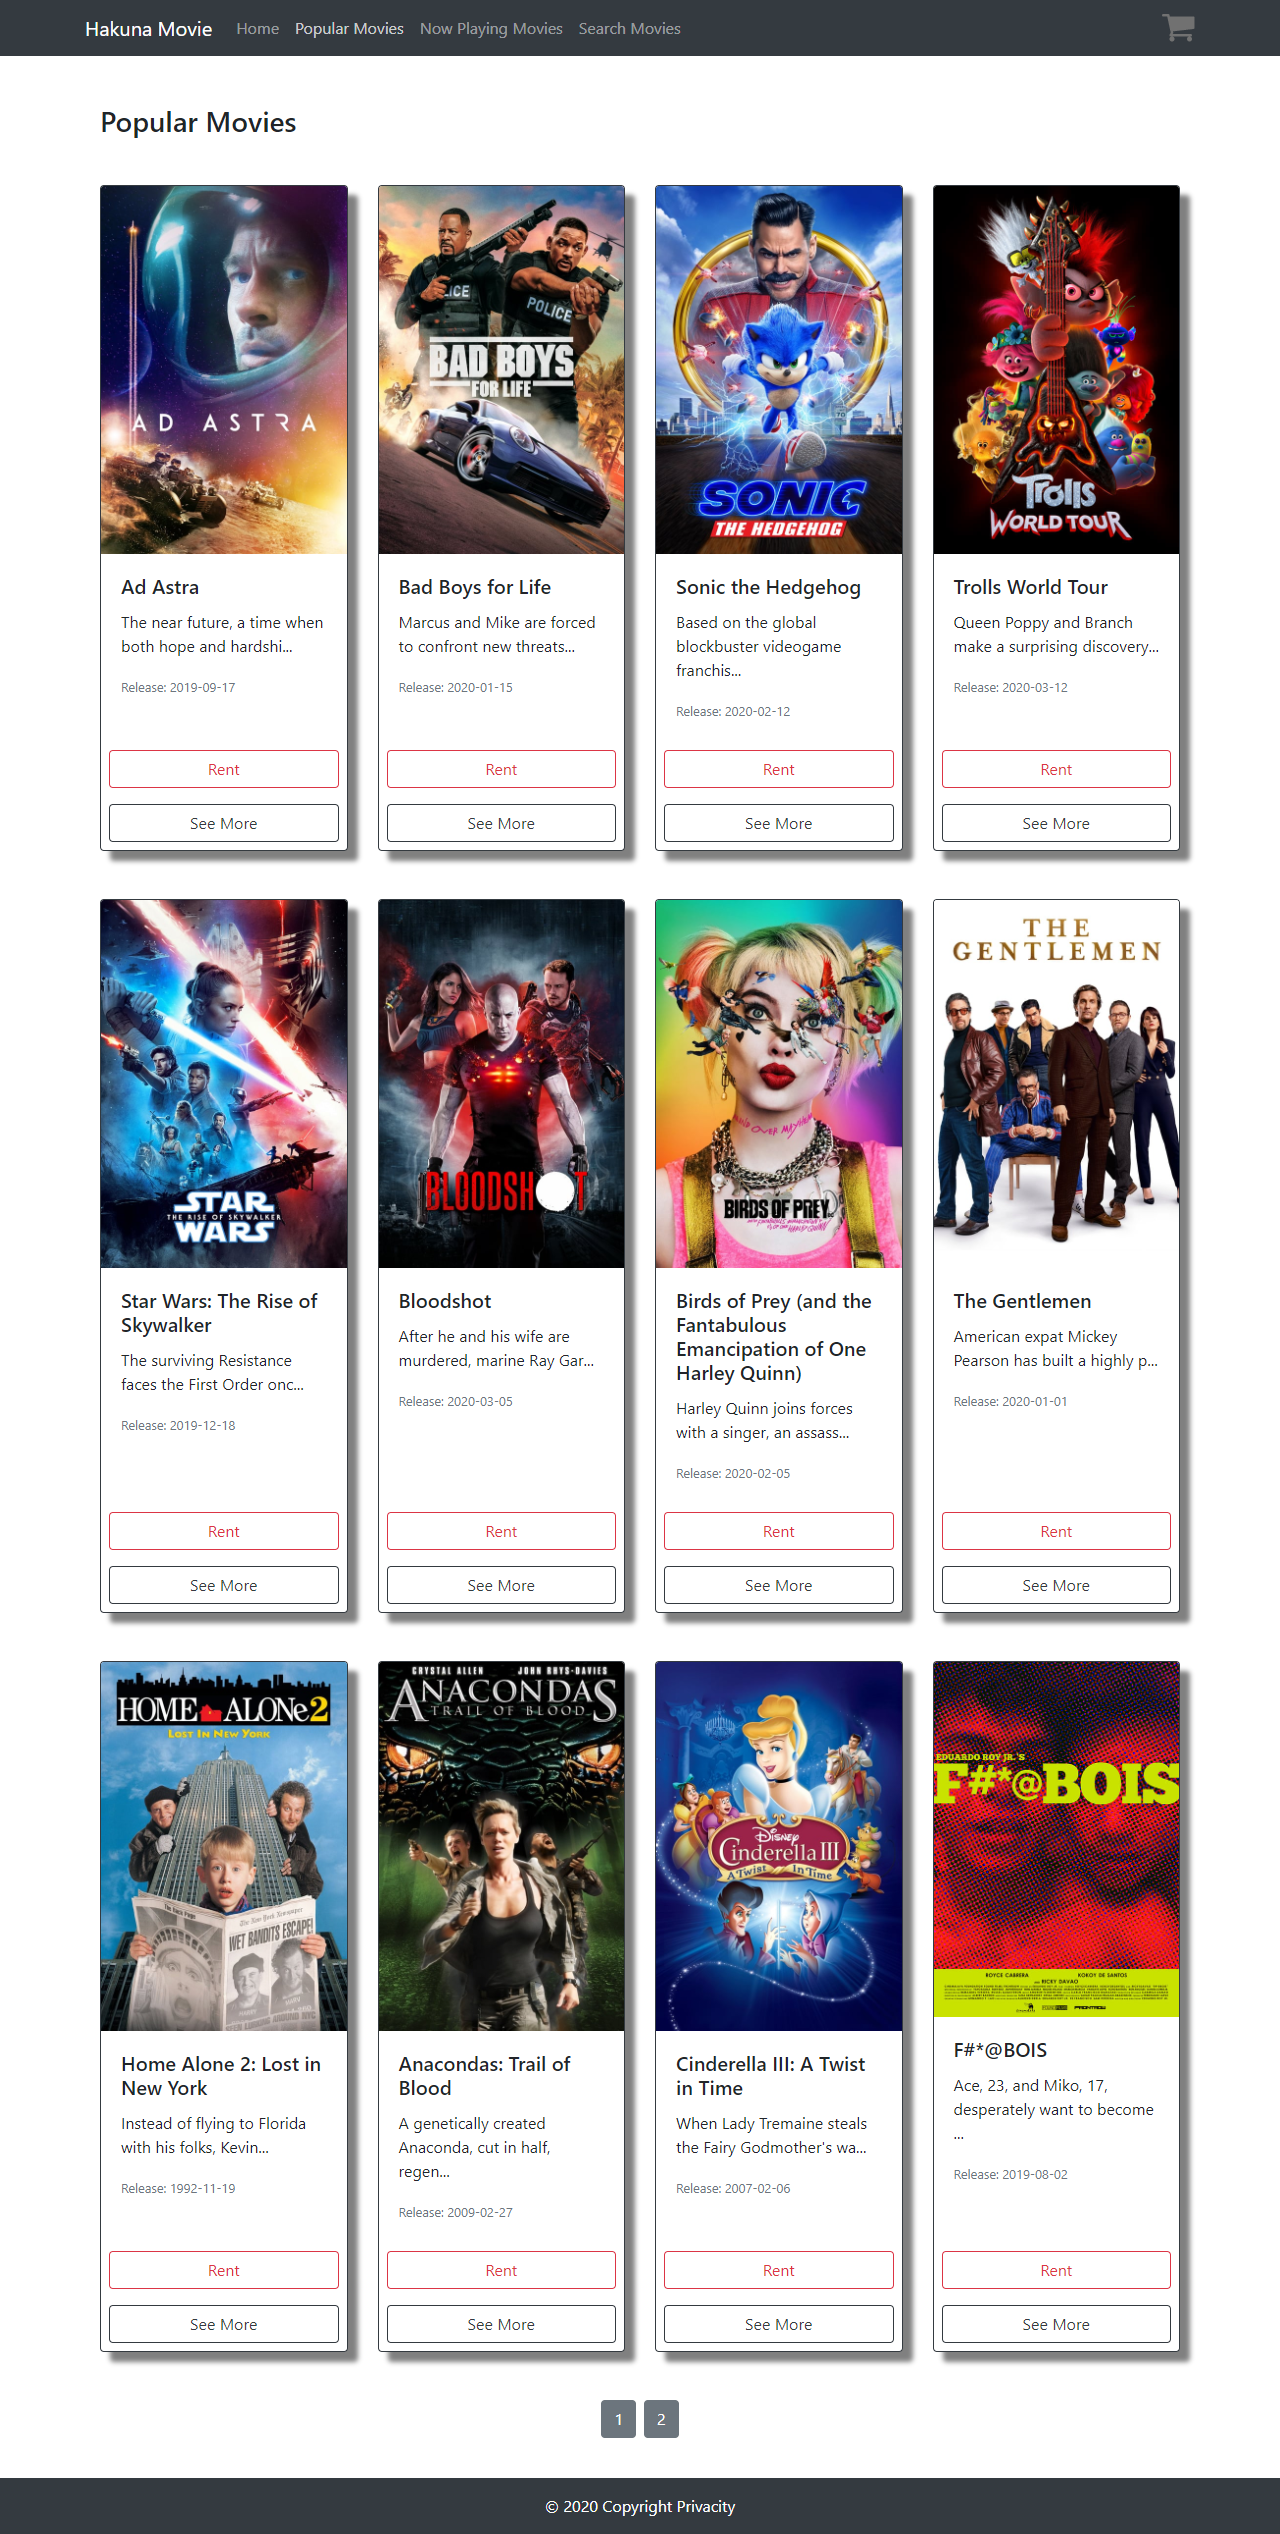 Hakuna Movie
Home
Popular Movies
Now Playing Movies
Search Movies
Popular Movies
AD ASTRA
POLICE
POLICE
BAD BOYS
FOR LIFE
SONIC
THE HEDGEHOG
Trolls
WORLD TOUR
Ad Astra
The near future, a time when
both hope and hardshi...
Release: 2019-09-17
Rent
See More
Bad Boys for Life
Marcus and Mike are forced
to confront new threats...
Release: 2020-01-15
Rent
See More
Sonic the Hedgehog
Based on the global
blockbuster videogame
franchis...
Release: 2020-02-12
Rent
See More
Trolls World Tour
Queen Poppy and Branch
make a surprising discovery...
Release: 2020-03-12
Rent
See More
STAR
THE RISE OF SKYWALKER
WARS
BLOODSHOT
BIRDS OF PREY
THE
GENTLEMEN
Star Wars: The Rise of
Skywalker
The surviving Resistance
faces the First Order onc...
Release: 2019-12-18
Rent
See More
Bloodshot
After he and his wife are
murdered, marine Ray Gar...
Release: 2020-03-05
Rent
See More
Birds of Prey (and the
Fantabulous
Emancipation of One
Harley Quinn)
Harley Quinn joins forces
with a singer, an assass...
Release: 2020-02-05
Rent
See More
The Gentlemen
American expat Mickey
Pearson has built a highly p...
Release: 2020-01-01
Rent
See More
HOME ALONe 2
LOST IN NEW YORK
WET BANDITS ESCAPE!
CRYSTAL ALLEN JOHN RHYS-DAVIES
ANACONDAS
TRAIL OF BLOOD
Disney
Cinderella III
A Twist In Time
EDUARDO ROY JR.'S
F#*@BOIS
ROYCE CABRERA KOKOY DE SANTOS
RICKY DAVAO
Home Alone 2: Lost in
New York
Instead of flying to Florida
with his folks, Kevin...
Release: 1992-11-19
Rent
See More
Anacondas: Trail of
Blood
A genetically created
Anaconda, cut in half,
regen...
Release: 2009-02-27
Rent
See More
Cinderella III: A Twist
in Time
When Lady Tremaine steals
the Fairy Godmother's wa...
Release: 2007-02-06
Rent
See More
F#*@BOIS
Ace, 23, and Miko, 17,
desperately want to become
...
Release: 2019-08-02
Rent
See More
1
2
© 2020 Copyright Privacity